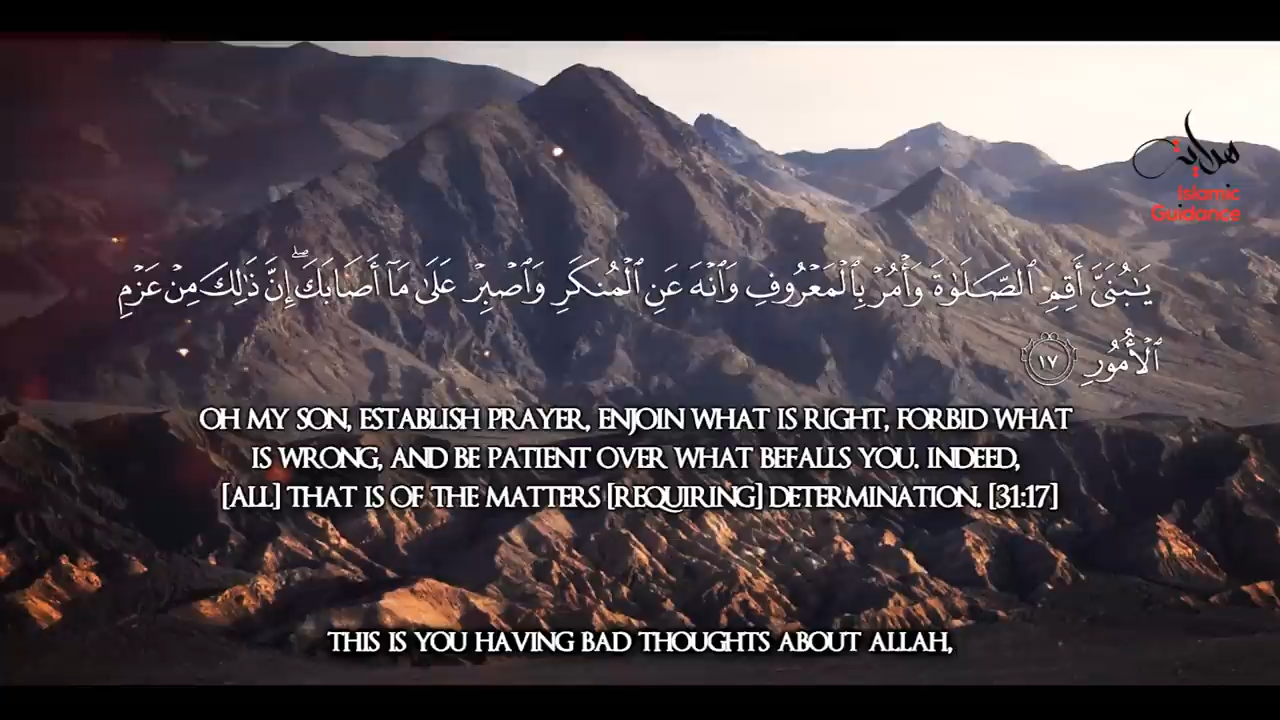 هداية
Islamic
Guidance
يَـٰبُنَىَّ أَقِمِ ٱلصَّلَوٰةَ وَأْمُرْ بِٱلْمَعْرُوفِ وَٱنْهَ عَنِ ٱلْمُنكَرِ وَٱصْبِرْ عَلَىٰ مَآ أَصَابَكَ ۖ إِنَّ ذَٰلِكَ مِنْ عَزْمِ
ٱلْأُمُورِ ١٧
OH MY SON, ESTABLISH PRAYER, ENJOIN WHAT IS RIGHT, FORBID WHAT
IS WRONG, AND BE PATIENT OVER WHAT BEFALLS YOU. INDEED,
[ALL] THAT IS OF THE MATTERS [REQUIRING] DETERMINATION. [31:17]
THIS IS YOU HAVING BAD THOUGHTS ABOUT ALLAH,